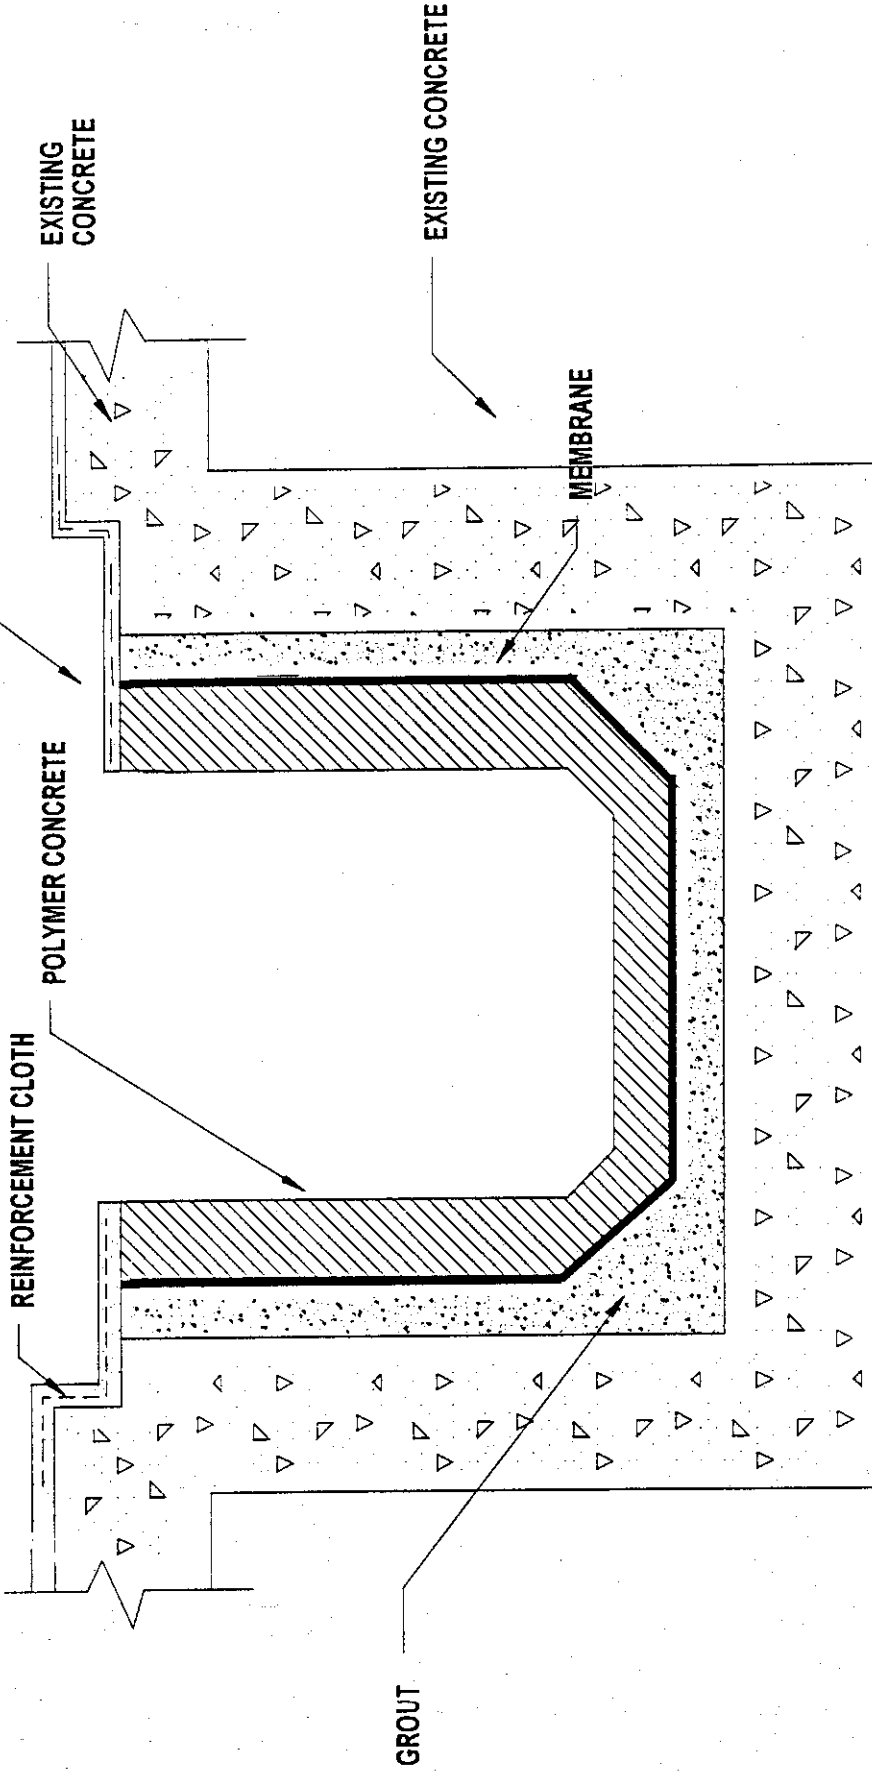 REINFORCEMENT CLOTH
POLYMER CONCRETE
EXISTING
CONCRETE
EXISTING CONCRETE
MEMBRANE
GROUT